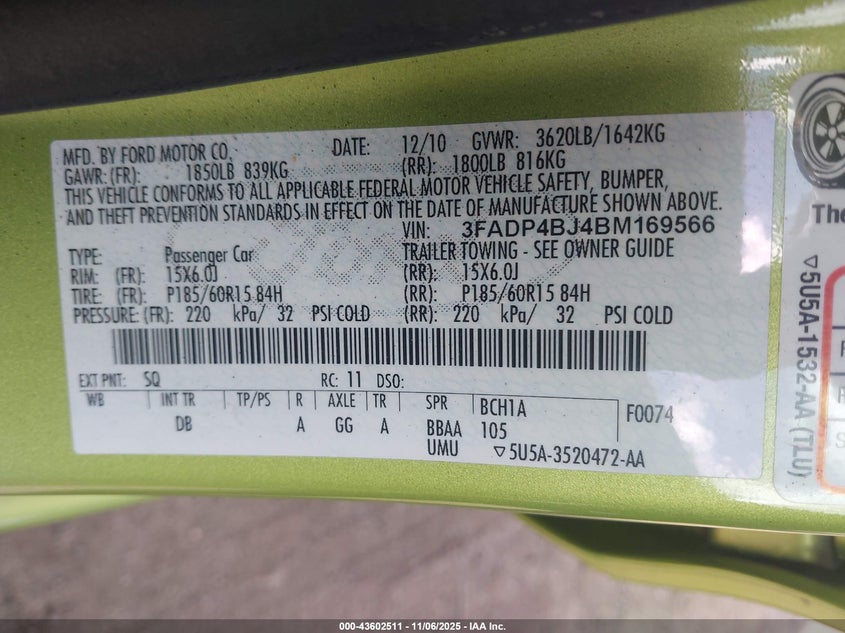 MFD. BY FORD MOTOR CO. DATE: 12/10 GVWR: 3620LB/1642KG
GAWR: (FR): 1850LB 839KG (RR): 1800LB 816KG
THIS VEHICLE CONFORMS TO ALL APPLICABLE FEDERAL MOTOR VEHICLE SAFETY, BUMPER,
AND THEFT PREVENTION STANDARDS IN EFFECT ON THE DATE OF MANUFACTURE SHOWN ABOVE.
VIN: 3FADP4BJ4BM169566
TYPE: Passenger Car TRAILER TOWING - SEE OWNER GUIDE
RIM: (FR): 15X6.0J (RR): 15X6.0J
TIRE: (FR): P185/60R15 84H (RR): P185/60R15 84H
PRESSURE: (FR): 220 kPa/ 32 PSI COLD (RR): 220 kPa/ 32 PSI COLD
EXT PNT: SQ RC: 11 DSO:
WB INT TR TP/PS R AXLE TR SPR BCH1A F0074
DB A GG A BBAA 105
UMU ▽5U5A-3520472-AA
The
▽5U5A-1532-AA (TLU)
000-43602511 - 11/06/2025 - IAA Inc.